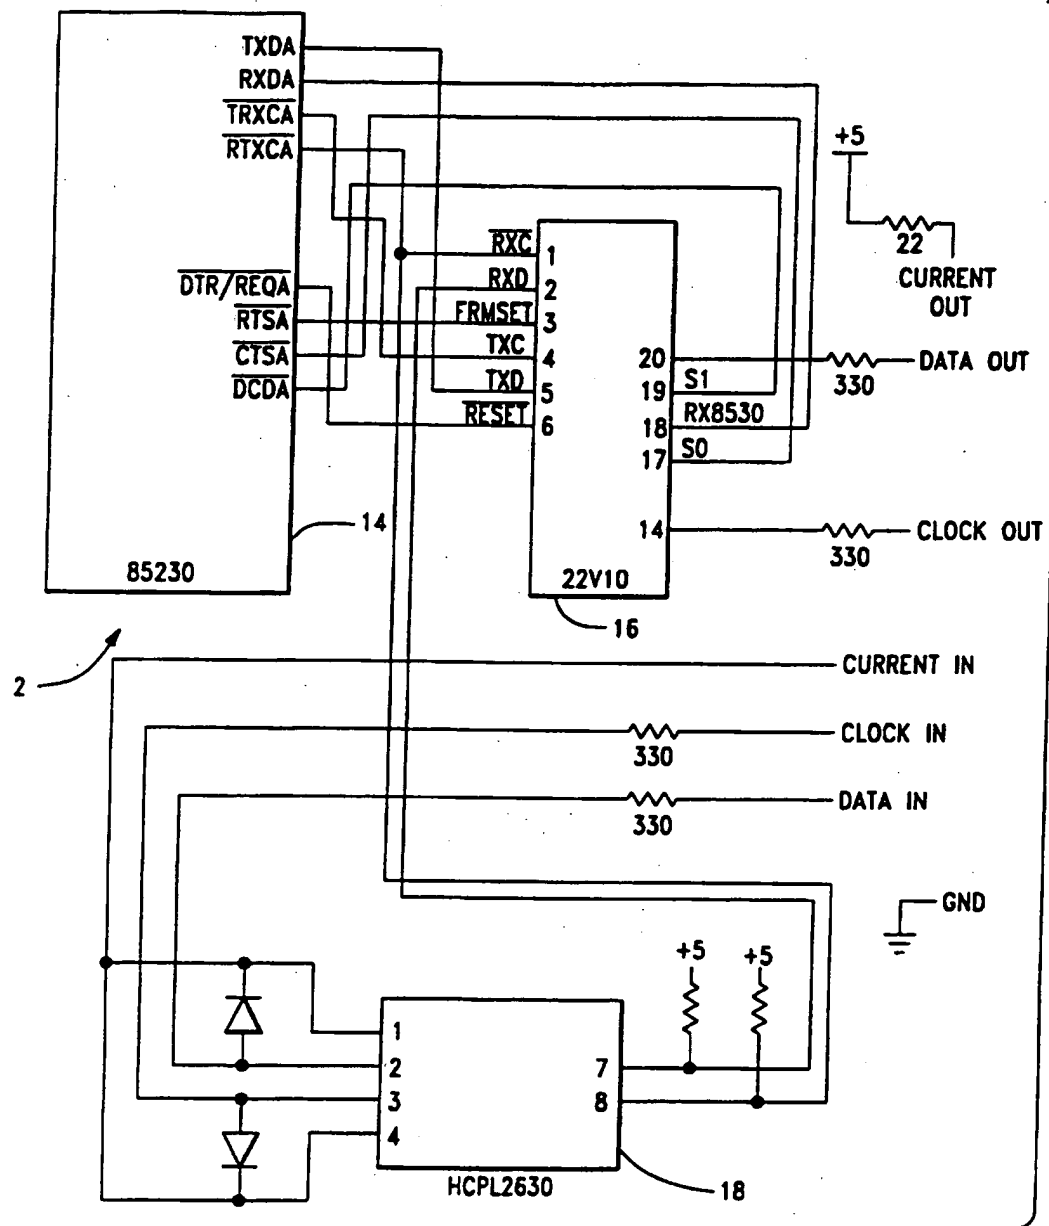 TXDA
RXDA
TRXCA
RTXCA
DTR/REQA
RTSA
CTSA
DCDA
85230
14
2
RXC
RXD
FRMSET
TXC
TXD
RESET
1
2
3
4
5
6
20
19
18
17
14
S1
RX8530
S0
22V10
16
+5
22
CURRENT
OUT
330
DATA OUT
330
CLOCK OUT
CURRENT IN
330
CLOCK IN
330
DATA IN
GND
+5
+5
1
2
3
4
7
8
HCPL2630
18